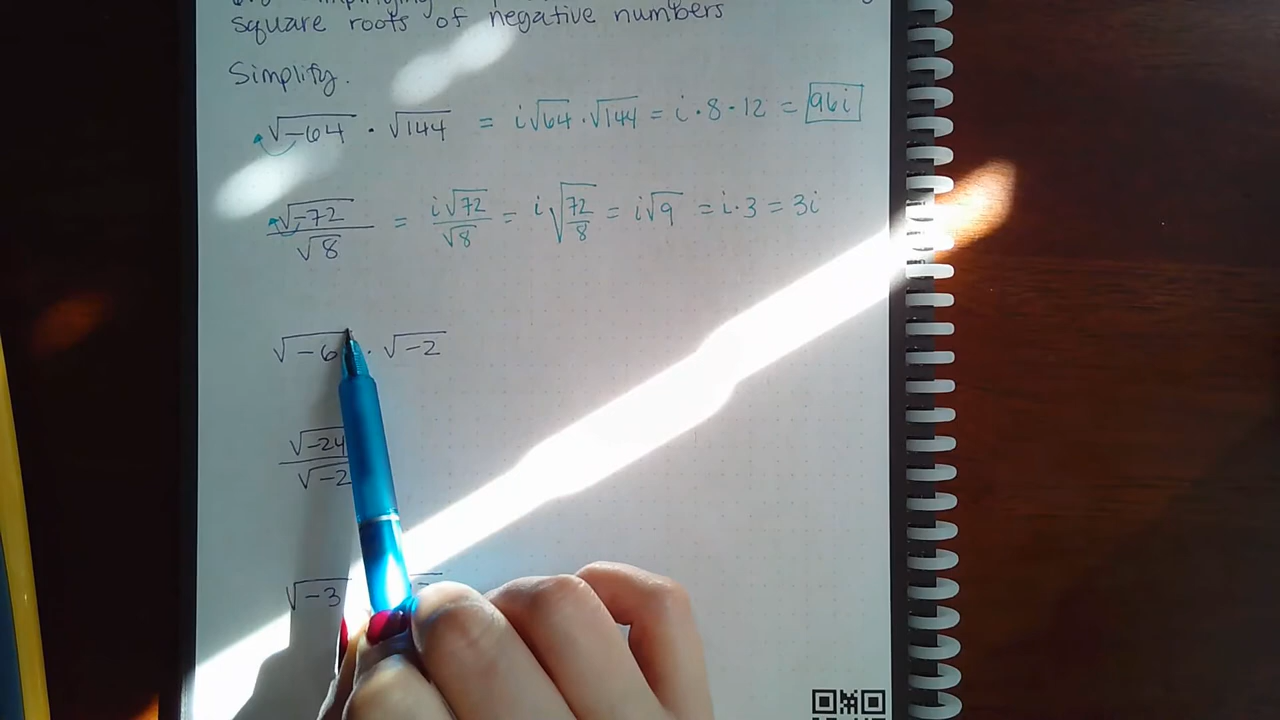 square roots of negative numbers
Simplify.
√-64 · √144 = i√64 · √144 = i · 8 · 12 = 96i
√-72/√8 = i√72/√8 = i√72/8 = i√9 = i · 3 = 3i
√-6 · √-2
√-24/√-2
√-3